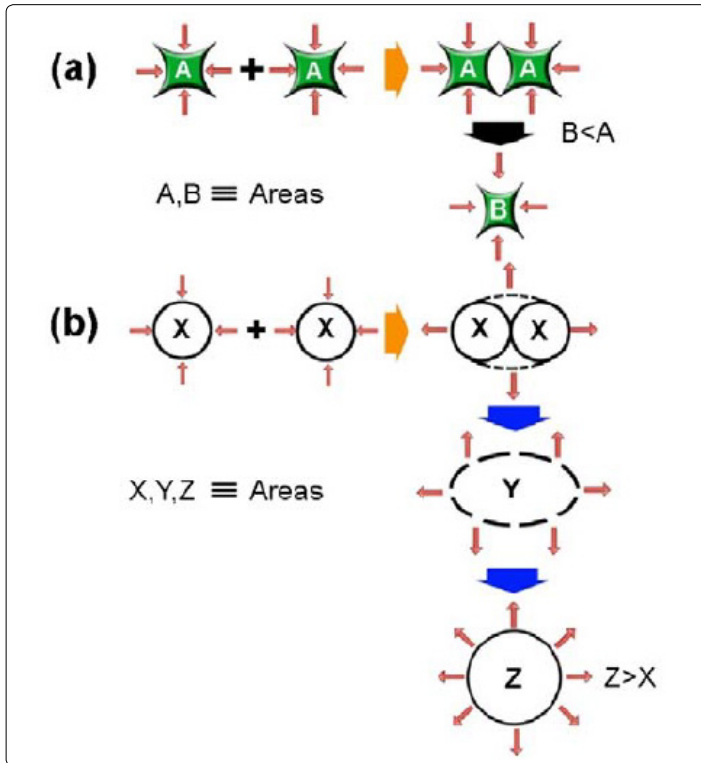 (a) A + A A A
B<A
A,B ≡ Areas
B
(b) X + X X X
X,Y,Z ≡ Areas
Y
Z Z>X